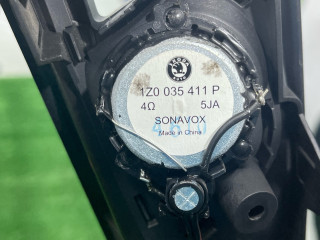 1Z0 035 411 P
4Ω 5JA
SONAVOX
Made in China